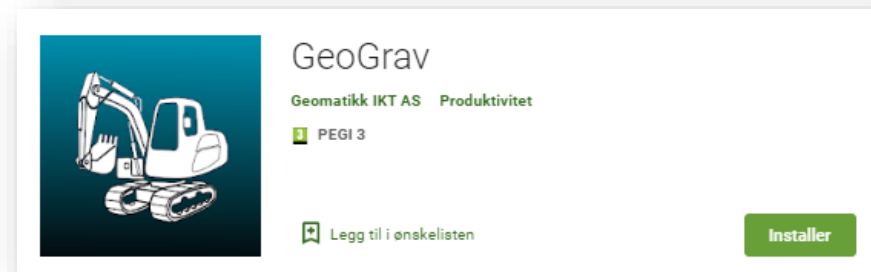 GeoGrav
Geomatikk IKT AS Produktivitet
3 PEGI 3
Legg til i ønskelisten
Installer